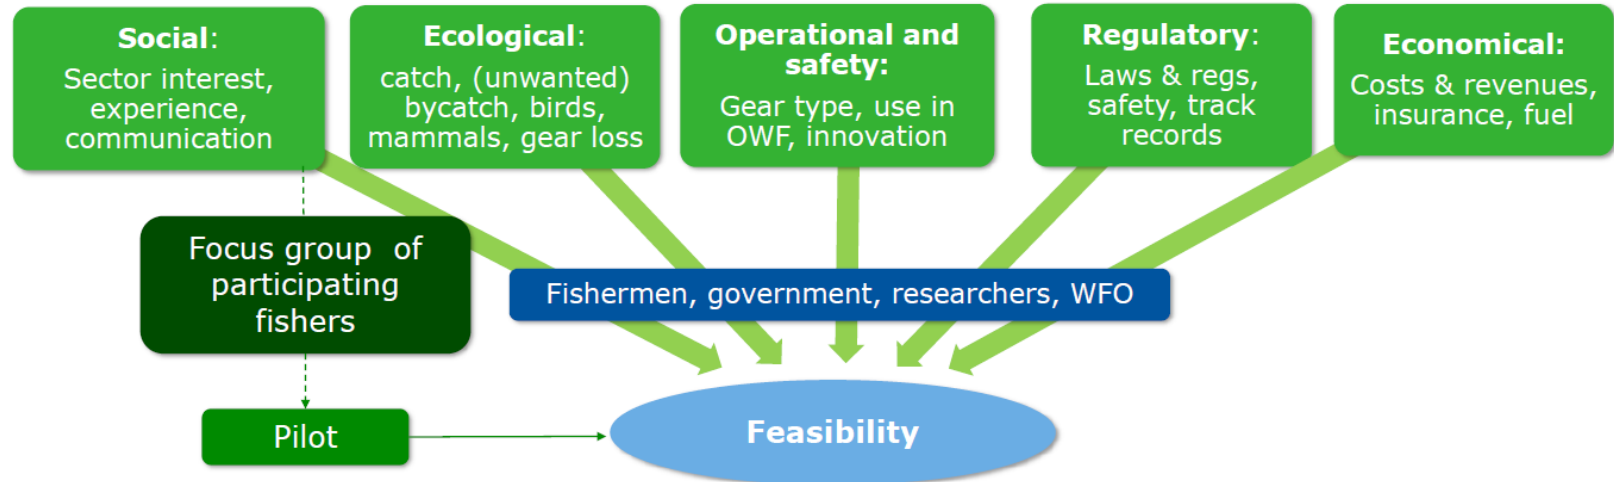 Social:
Sector interest,
experience,
communication
Ecological:
catch, (unwanted)
bycatch, birds,
mammals, gear loss
Operational and
safety:
Gear type, use in
OWF, innovation
Regulatory:
Laws & regs,
safety, track
records
Economical:
Costs & revenues,
insurance, fuel
Focus group of
participating
fishers
Fishermen, government, researchers, WFO
Pilot
Feasibility